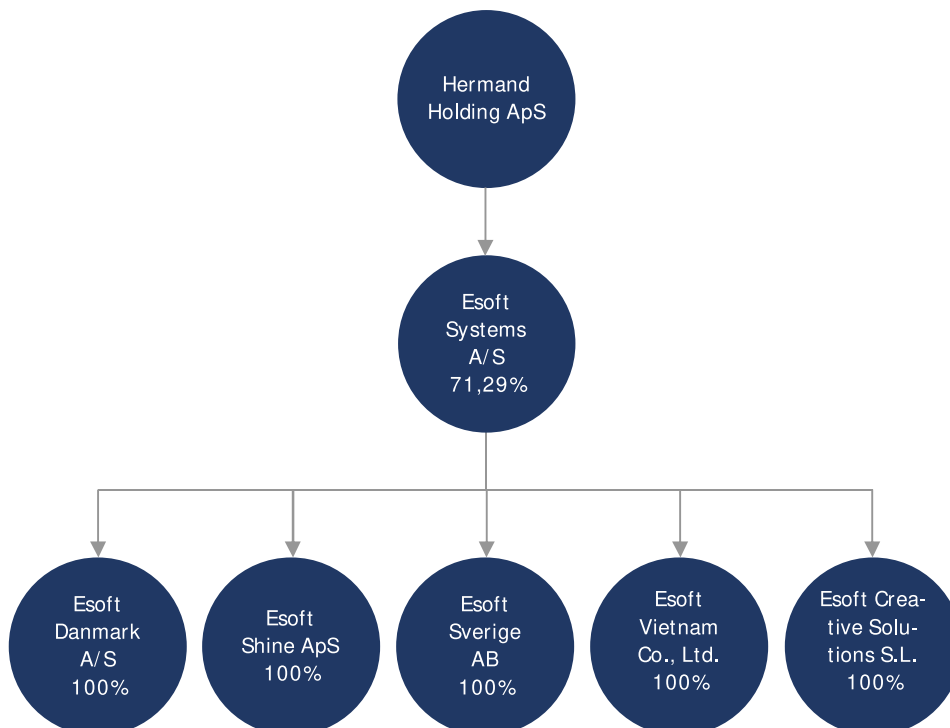 Hermand
Holding ApS
Esoft
Systems
A/S
71,29%
Esoft
Danmark
A/S
100%
Esoft
Shine ApS
100%
Esoft
Sverige
AB
100%
Esoft
Vietnam
Co., Ltd.
100%
Esoft Crea-
tive Solu-
tions S.L.
100%